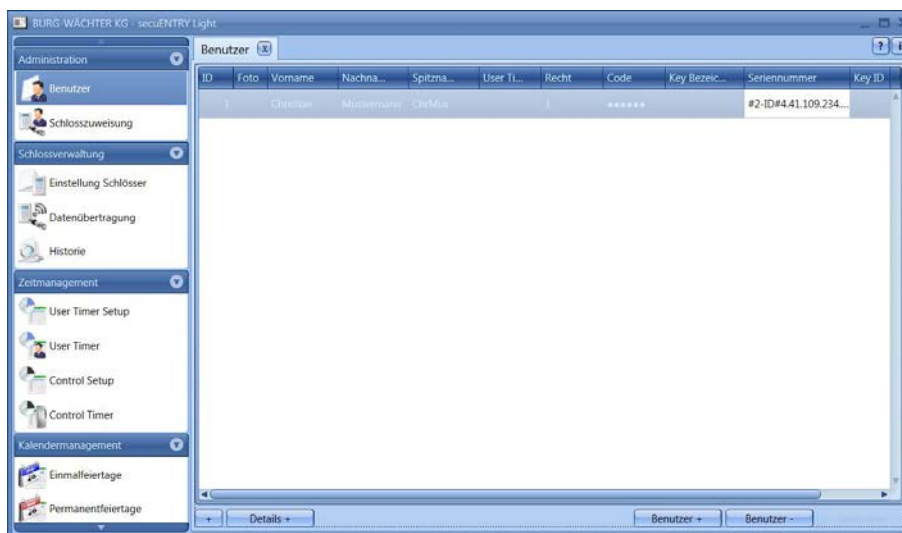 BURG-WÄCHTER KG - secuENTRY Light
Administration
Benutzer
Schlosszuweisung
Schlossverwaltung
Einstellung Schlösser
Datenübertragung
Historie
Zeitmanagement
User Timer Setup
User Timer
Control Setup
Control Timer
Kalendermanagement
Einmalfeiertage
Permanentfeiertage
Benutzer x
? i
ID Foto Vorname Nachna... Spitzna... User Ti... Recht Code Key Bezeic... Seriennummer Key ID
1 Christian Mustermann ChrMus 1 ●●●●●● #2-ID#4.41.109.234....
+ Details + Benutzer + Benutzer -